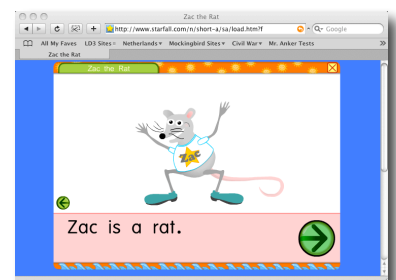 Zac the Rat
http://www.starfall.com/n/short-a/sa/load.htm?f
Google
All My Faves LD3 Sites Netherlands Mockingbird Sites Civil War Mr. Anker Tests
Zac the Rat
Zac the Rat
Zac
Zac is a rat.